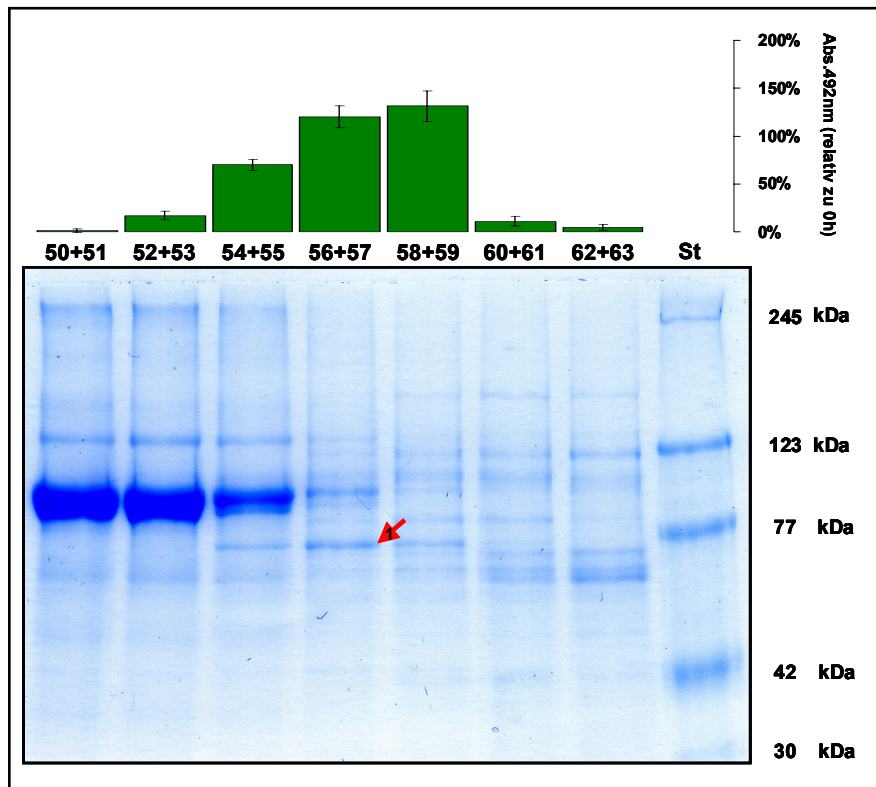 200%
150%
100%
50%
0%
Abs.492nm (relativ zu 0h)
50+51 52+53 54+55 56+57 58+59 60+61 62+63 St
245 kDa
123 kDa
77 kDa
1
42 kDa
30 kDa